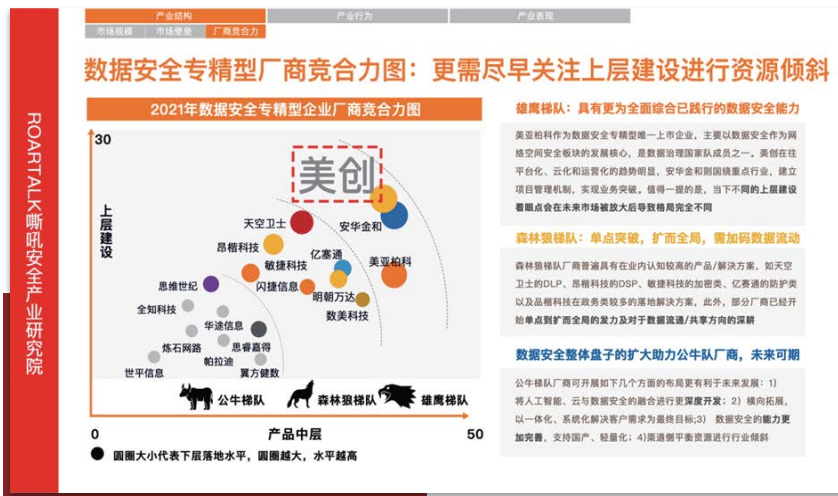 产业结构
产业行为
产业表现
市场规模
市场壁垒
厂商竞合力
数据安全专精型厂商竞合力图：更需尽早关注上层建设进行资源倾斜
ROARTALK嘶吼安全产业研究院
2021年数据安全专精型企业厂商竞合力图
30
上层建设
美创
天空卫士
安华金和
昂楷科技
亿赛通
敏捷科技
美亚柏科
思维世纪
闪捷信息
明朝万达
全知科技
数美科技
华途信息
炼石网路
思睿嘉得
帕拉迪
世平信息
翼方健数
公牛梯队
森林狼梯队
雄鹰梯队
0
产品中层
50
圆圈大小代表下层落地水平，圆圈越大，水平越高
雄鹰梯队：具有更为全面综合已践行的数据安全能力
美亚柏科作为数据安全专精型唯一上市企业，主要以数据安全作为网
络空间安全板块的发展核心，是数据治理国家队成员之一。美创在往
平台化、云化和运营化的趋势明显，安华金和则围绕重点行业，建立
项目管理机制，实现业务突破。值得一提的是，当下不同的上层建设
着眼点会在未来市场被放大后导致格局完全不同
森林狼梯队：单点突破，扩而全局，需加码数据流动
森林狼梯队厂商普遍具有在业内认知较高的产品/解决方案，如天空
卫士的DLP、昂楷科技的DSP、敏捷科技的加密类、亿赛通的防护类
以及品楷科技在政务类较多的落地解决方案，此外，部分厂商已经开
始单点到扩而全局的发力及对于数据流通/共享方向的深耕
数据安全整体盘子的扩大助力公牛队厂商，未来可期
公牛梯队厂商可开展如下几个方面的布局更有利于未来发展：1）
将人工智能、云与数据安全的融合进行更深度开发；2）横向拓展，
以一体化、系统化解决客户需求为最终目标;3） 数据安全的能力更
加完善，支持国产、轻量化；4)渠道侧平衡资源进行行业倾斜